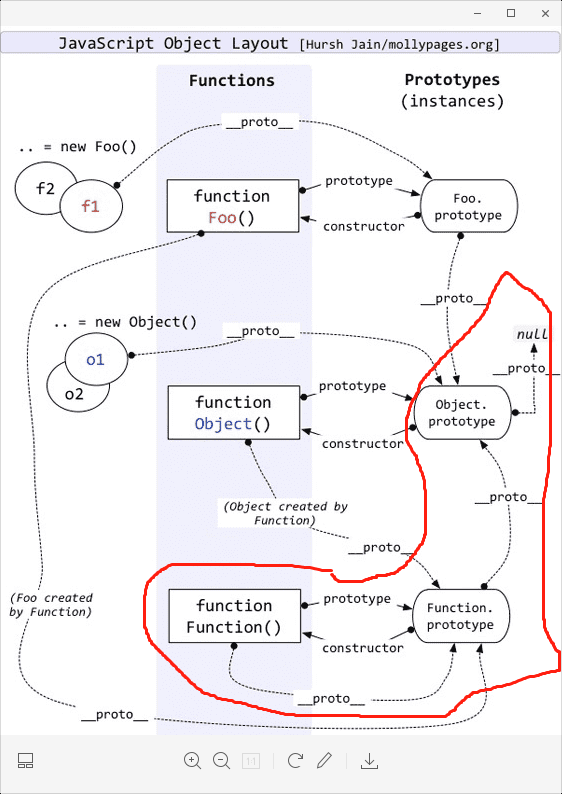 JavaScript Object Layout [Hursh Jain/mollypages.org]
Functions
Prototypes
(instances)
__proto__
.. = new Foo()
f2
f1
function
Foo()
prototype
constructor
Foo.
prototype
__proto__
.. = new Object()
__proto__
null
__proto__
o1
o2
function
Object()
prototype
constructor
Object.
prototype
(Object created by
Function)
__proto__
__proto__
(Foo created
by Function)
function
Function()
prototype
constructor
Function.
prototype
__proto__
__proto__
1:1